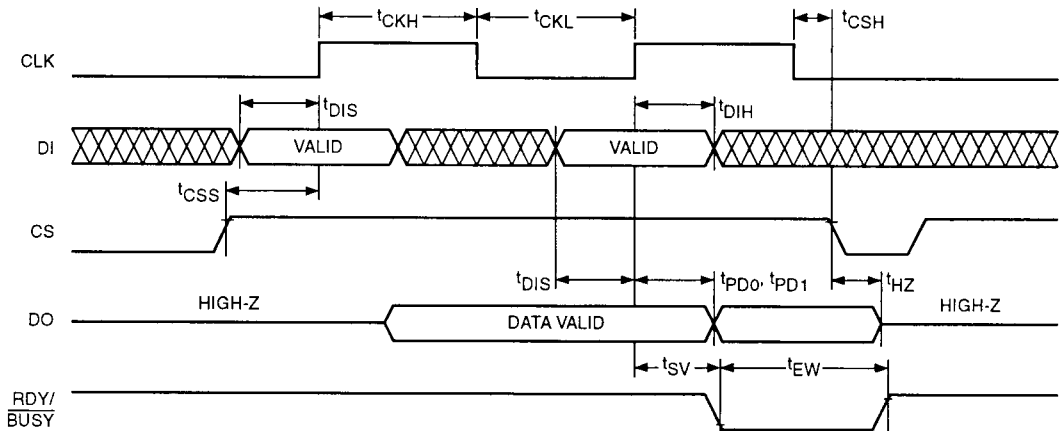 tCKH
tCKL
tCSH
CLK
tDIS
tDIH
DI
VALID
VALID
tCSS
CS
tDIS
tPD0, tPD1
tHZ
HIGH-Z
HIGH-Z
DO
DATA VALID
tSV
tEW
RDY/
BUSY